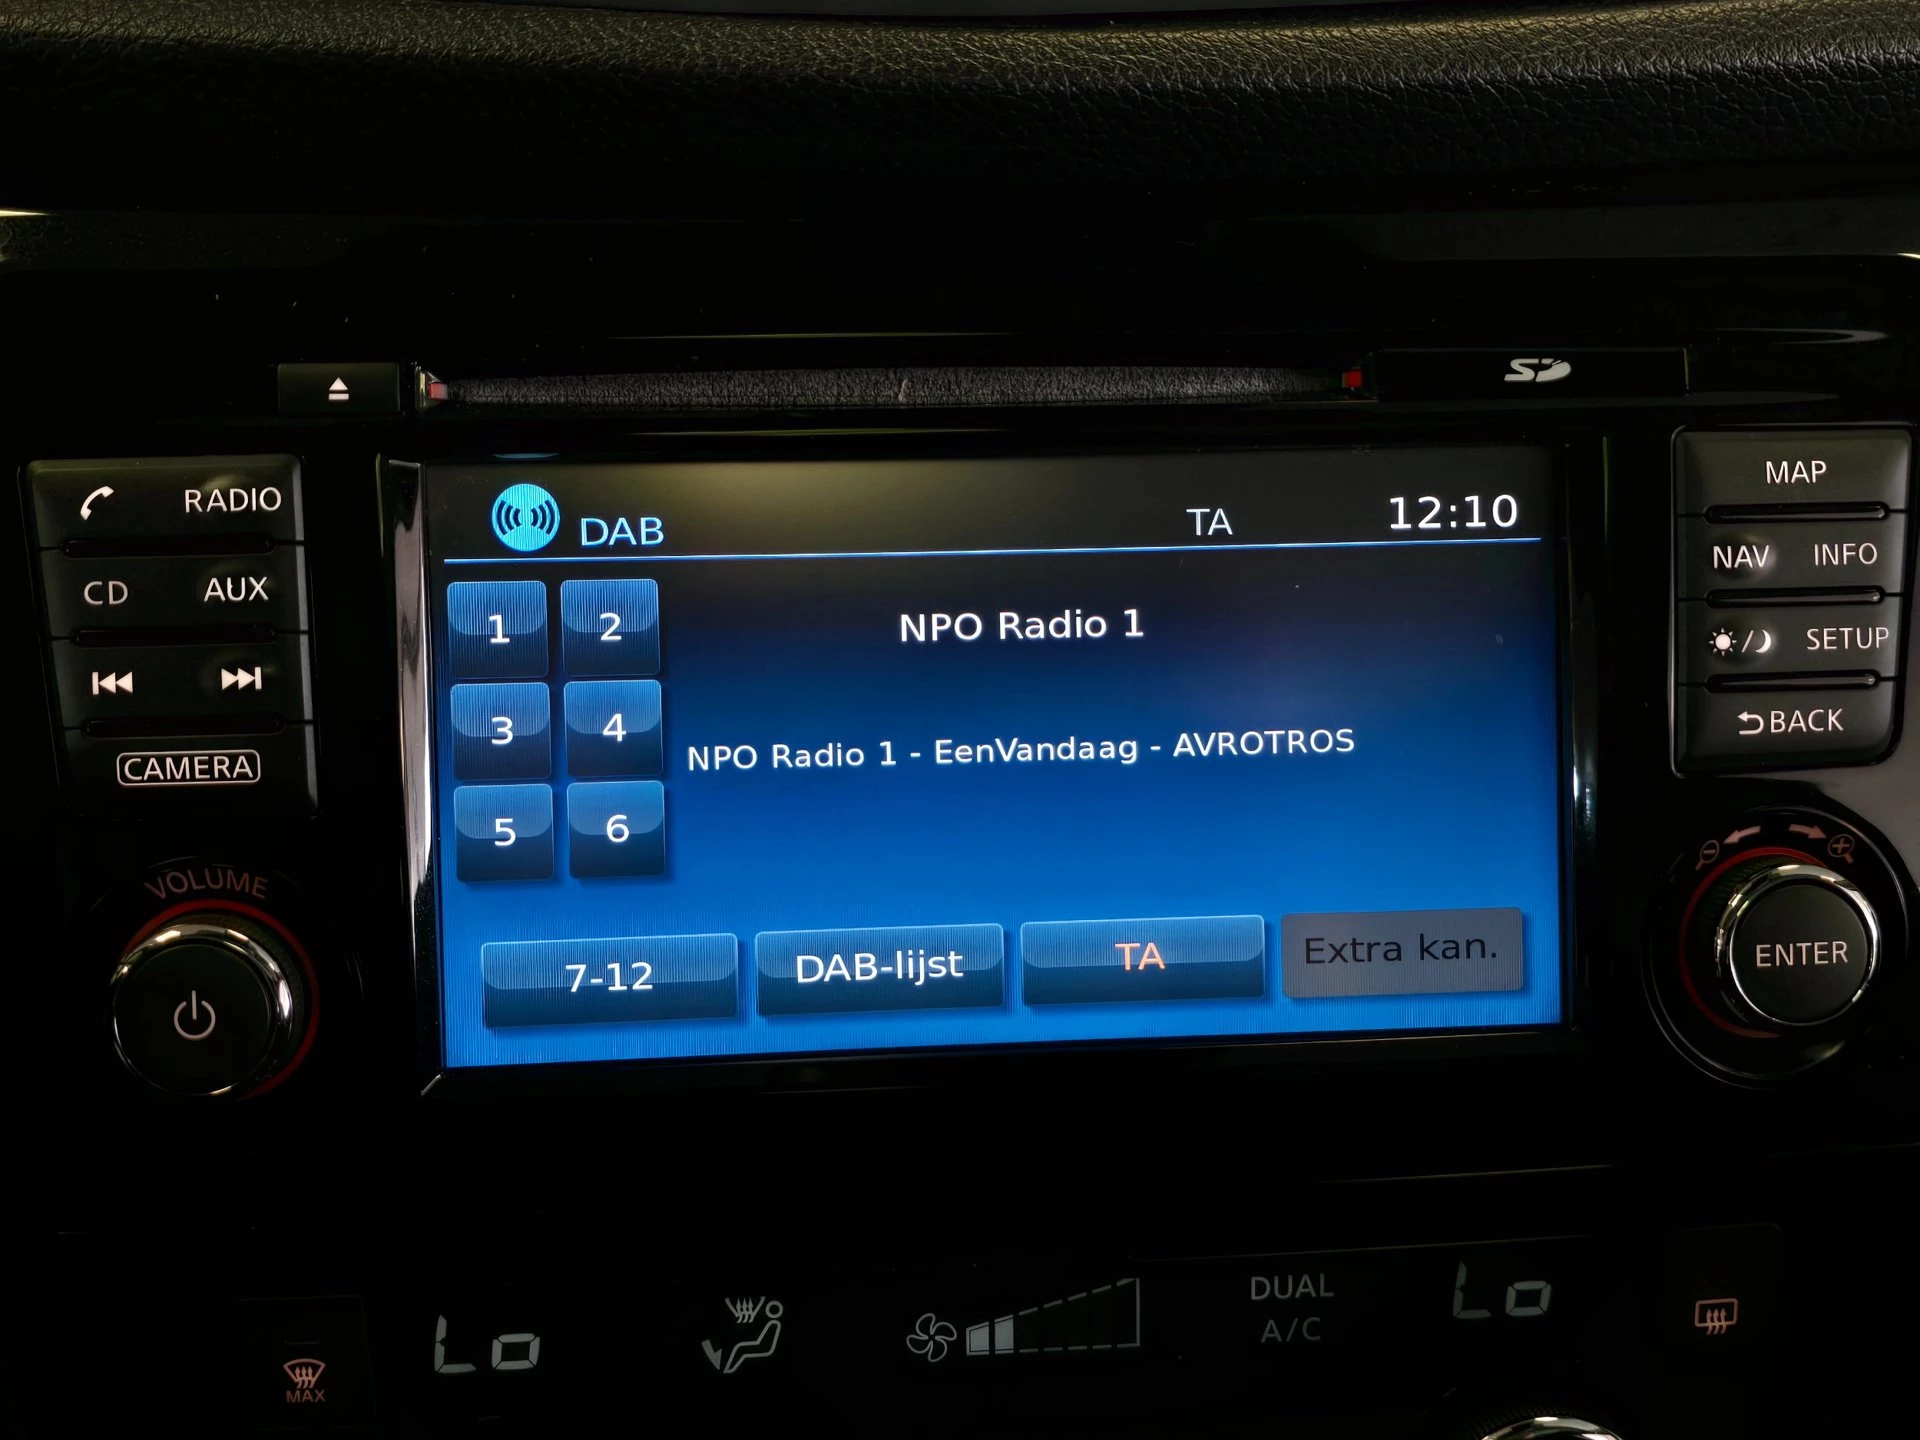 SD
RADIO
CD AUX
CAMERA
VOLUME
DAB TA 12:10
1 2
3 4
5 6
NPO Radio 1
NPO Radio 1 - EenVandaag - AVROTROS
7-12 DAB-lijst TA Extra kan.
MAP
NAV INFO
SETUP
BACK
ENTER
MAX
Lo
DUAL
A/C
Lo